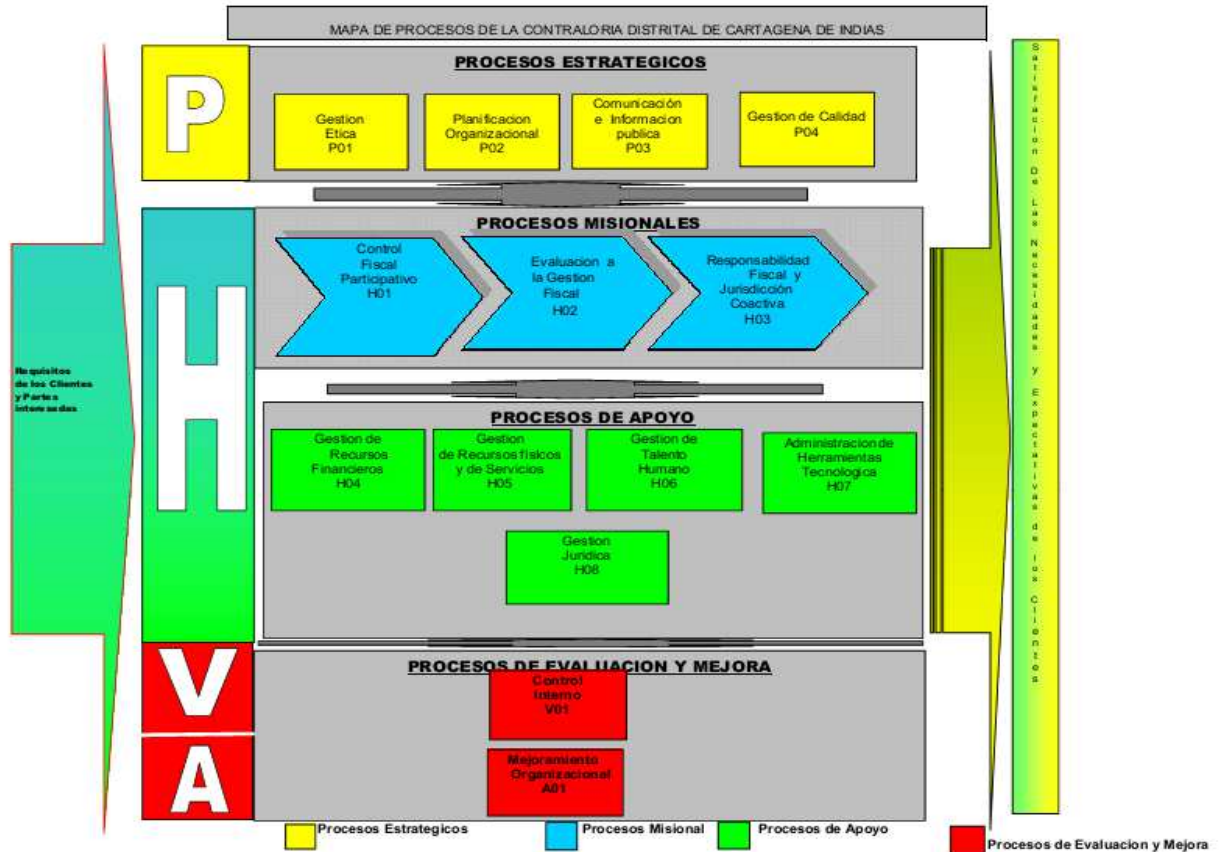 MAPA DE PROCESOS DE LA CONTRALORIA DISTRITAL DE CARTAGENA DE INDIAS
P
PROCESOS ESTRATEGICOS
Gestion
Etica
P01
Planificacion
Organizacional
P02
Comunicación
e Informacion
publica
P03
Gestion de Calidad
P04
H
PROCESOS MISIONALES
Control
Fiscal
Participativo
H01
Evaluacion a
la Gestion
Fiscal
H02
Responsabilidad
Fiscal y
Jurisdicción
Coactiva
H03
Requisitos
de los Clientes
y Partes
interesadas
PROCESOS DE APOYO
Gestion de
Recursos
Financieros
H04
Gestion
de Recursos físicos
y de Servicios
H05
Gestion de
Talento
Humano
H06
Administracion de
Herramientas
Tecnologica
H07
Gestion
Juridica
H08
V
PROCESOS DE EVALUACION Y MEJORA
Control
Interno
V01
A
Mejoramiento
Organizacional
A01
Satisfacion De Las Necesidades y Expectativas de los Clientes
Procesos Estrategicos
Procesos Misional
Procesos de Apoyo
Procesos de Evaluacion y Mejora